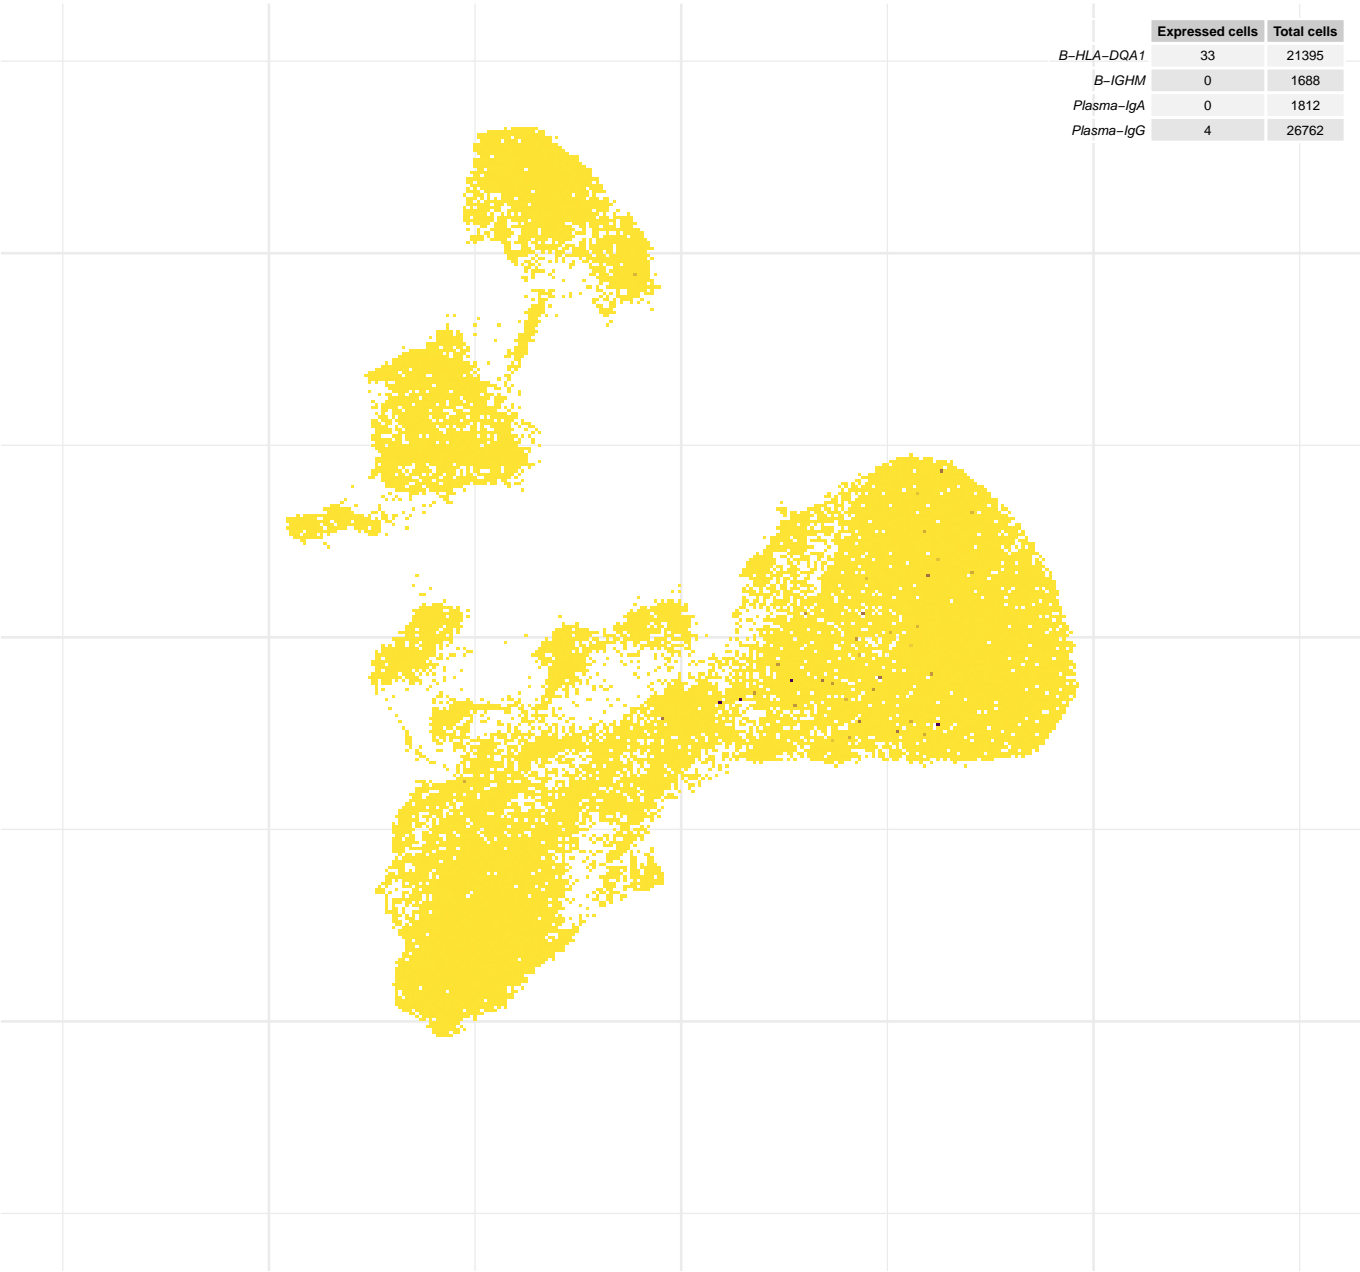 Expressed cells Total cells
B−HLA−DQA1 33 21395
B−IGHM 0 1688
Plasma−IgA 0 1812
Plasma−IgG 4 26762